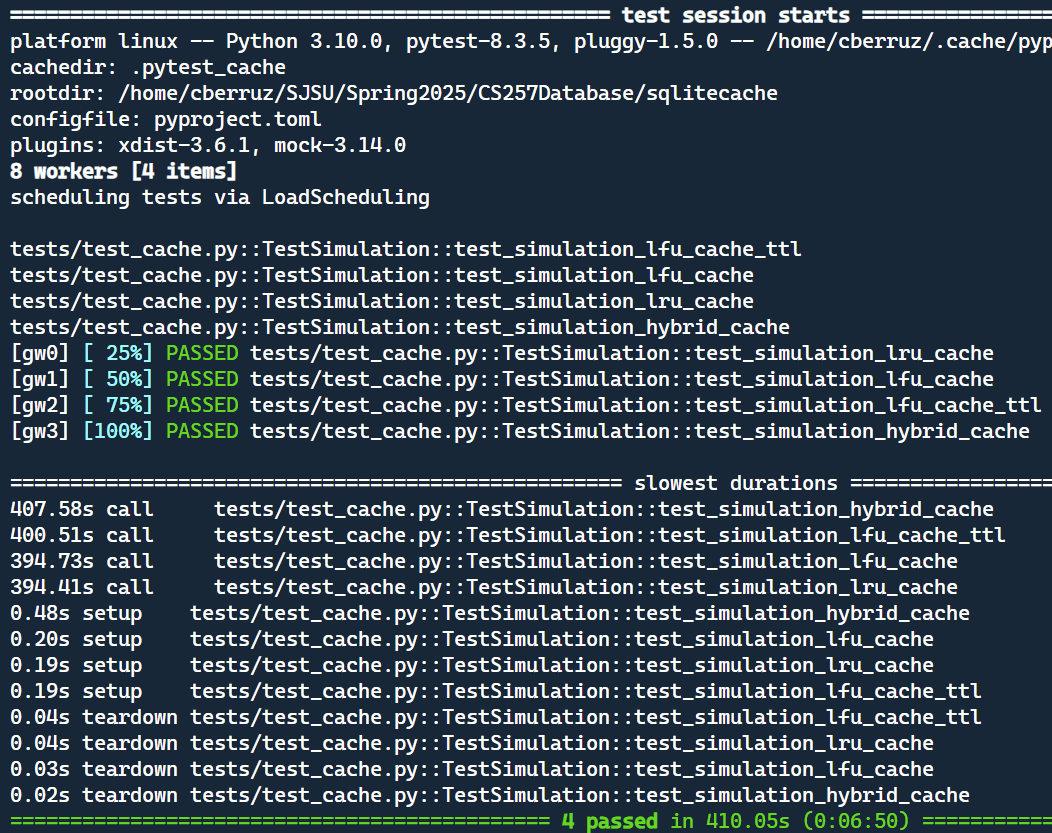 ================================================== test session starts ================
platform linux -- Python 3.10.0, pytest-8.3.5, pluggy-1.5.0 -- /home/cberruz/.cache/pyp
cachedir: .pytest_cache
rootdir: /home/cberruz/SJSU/Spring2025/CS257Database/sqlitecache
configfile: pyproject.toml
plugins: xdist-3.6.1, mock-3.14.0
8 workers [4 items]
scheduling tests via LoadScheduling
tests/test_cache.py::TestSimulation::test_simulation_lfu_cache_ttl
tests/test_cache.py::TestSimulation::test_simulation_lfu_cache
tests/test_cache.py::TestSimulation::test_simulation_lru_cache
tests/test_cache.py::TestSimulation::test_simulation_hybrid_cache
[gw0] [ 25%] PASSED tests/test_cache.py::TestSimulation::test_simulation_lru_cache
[gw1] [ 50%] PASSED tests/test_cache.py::TestSimulation::test_simulation_lfu_cache
[gw2] [ 75%] PASSED tests/test_cache.py::TestSimulation::test_simulation_lfu_cache_ttl
[gw3] [100%] PASSED tests/test_cache.py::TestSimulation::test_simulation_hybrid_cache
=================================================== slowest durations =================
407.58s call     tests/test_cache.py::TestSimulation::test_simulation_hybrid_cache
400.51s call     tests/test_cache.py::TestSimulation::test_simulation_lfu_cache_ttl
394.73s call     tests/test_cache.py::TestSimulation::test_simulation_lfu_cache
394.41s call     tests/test_cache.py::TestSimulation::test_simulation_lru_cache
0.48s setup    tests/test_cache.py::TestSimulation::test_simulation_hybrid_cache
0.20s setup    tests/test_cache.py::TestSimulation::test_simulation_lfu_cache
0.19s setup    tests/test_cache.py::TestSimulation::test_simulation_lru_cache
0.19s setup    tests/test_cache.py::TestSimulation::test_simulation_lfu_cache_ttl
0.04s teardown tests/test_cache.py::TestSimulation::test_simulation_lfu_cache_ttl
0.04s teardown tests/test_cache.py::TestSimulation::test_simulation_lru_cache
0.03s teardown tests/test_cache.py::TestSimulation::test_simulation_lfu_cache
0.02s teardown tests/test_cache.py::TestSimulation::test_simulation_hybrid_cache
============================================= 4 passed in 410.05s (0:06:50) ===========